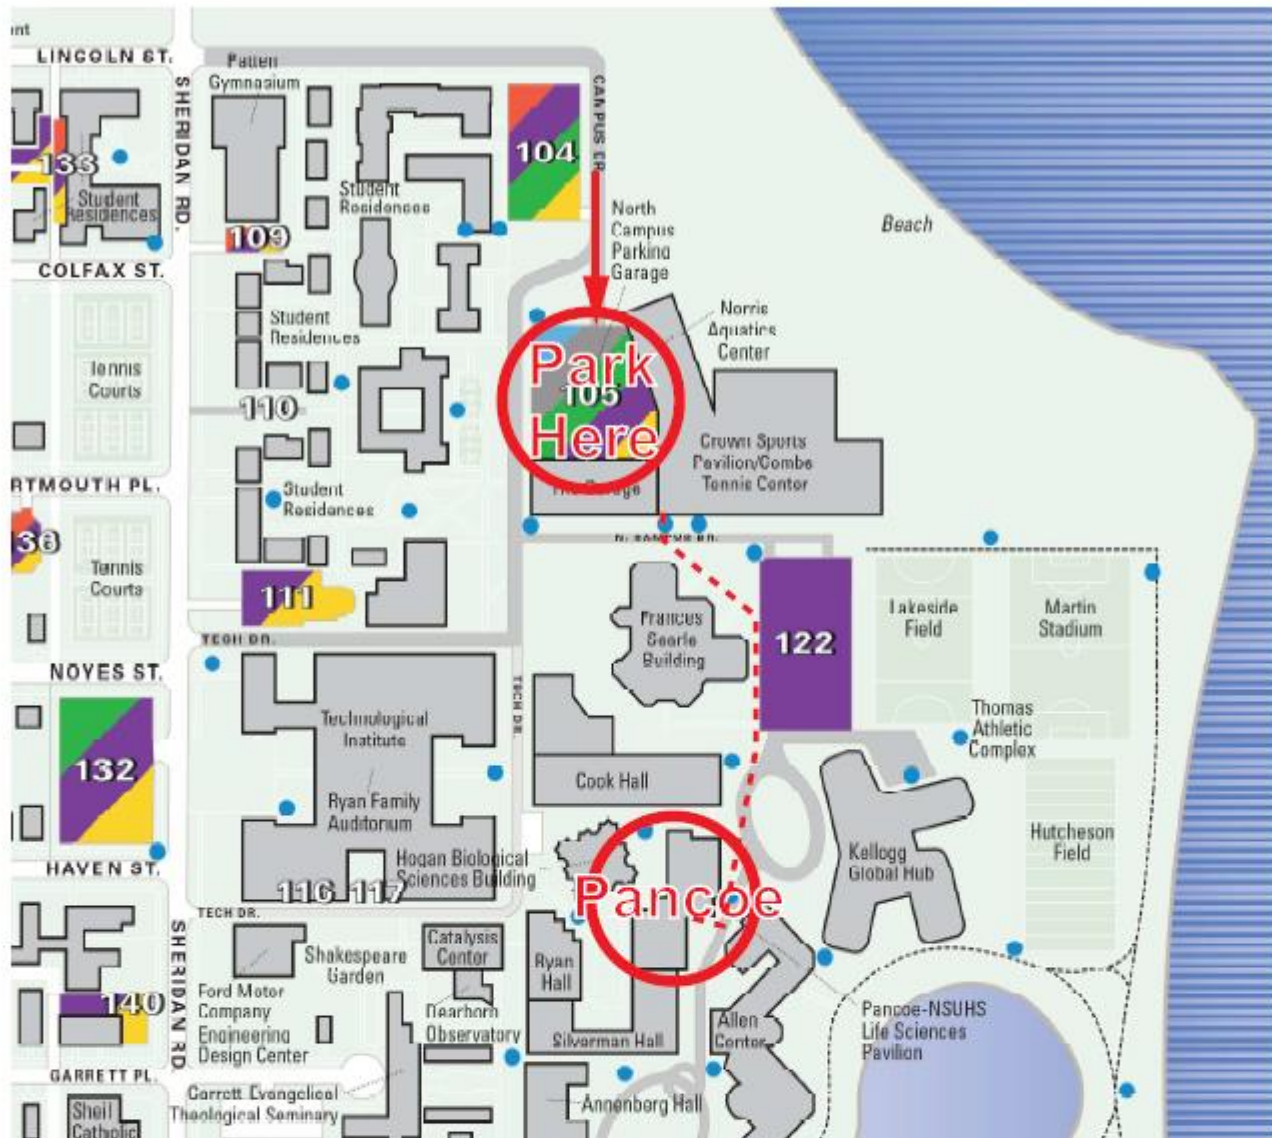 LINCOLN ST.
SHERIDAN RD.
Patten
Gymnasium
CAMPUS DR.
104
133
Student
Residences
Student
Residences
109
North
Campus
Parking
Garage
Beach
COLFAX ST.
Norris
Aquatics
Center
Student
Residences
Tennis
Courts
Park
105
Here
110
Crown Sports
Pavilion/Combe
Tennis Center
RTMOUTH PL.
Student
Residences
The Garage
N. CAMPUS DR.
Tennis
Courts
111
Frances
Searle
Building
122
Lakeside
Field
Martin
Stadium
TECH DR.
NOYES ST.
TECH DR.
Technological
Institute
Thomas
Athletic
Complex
132
Cook Hall
Ryan Family
Auditorium
Hutcheson
Field
Hogan Biological
Sciences Building
Kellogg
Global Hub
HAVEN ST.
116
117
Pancoe
TECH DR.
SHERIDAN RD.
Shakespeare
Garden
Catalysis
Center
Ryan
Hall
140
Ford Motor
Company
Engineering
Design Center
Dearborn
Observatory
Silverman Hall
Allen
Center
Pancoe-NSUHS
Life Sciences
Pavilion
GARRETT PL.
Garrett Evangelical
Theological Seminary
Annenberg Hall
Sheil
Catholic